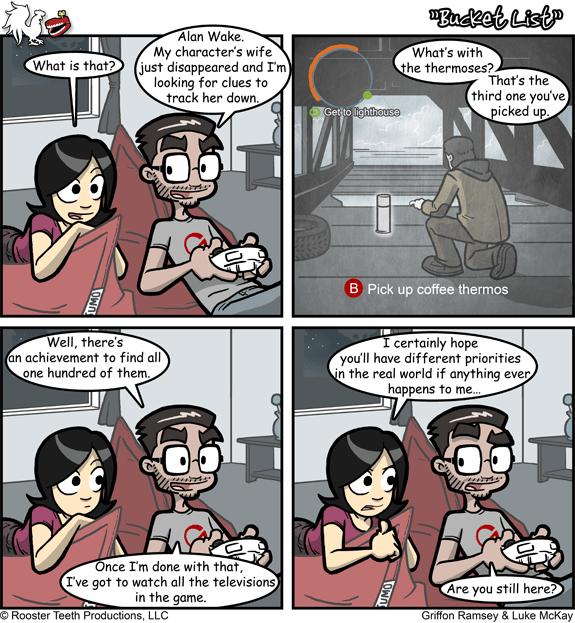 "Bucket List"
What is that?
Alan Wake.
My character's wife
just disappeared and I'm
looking for clues to
track her down.
SUMO
What's with
the thermoses?
That's the
third one you've
picked up.
Get to lighthouse
B Pick up coffee thermos
Well, there's
an achievement to find all
one hundred of them.
Once I'm done with that,
I've got to watch all the televisions
in the game.
SUMO
I certainly hope
you'll have different priorities
in the real world if anything ever
happens to me...
Are you still here?
SUMO
© Rooster Teeth Productions, LLC
Griffon Ramsey & Luke McKay